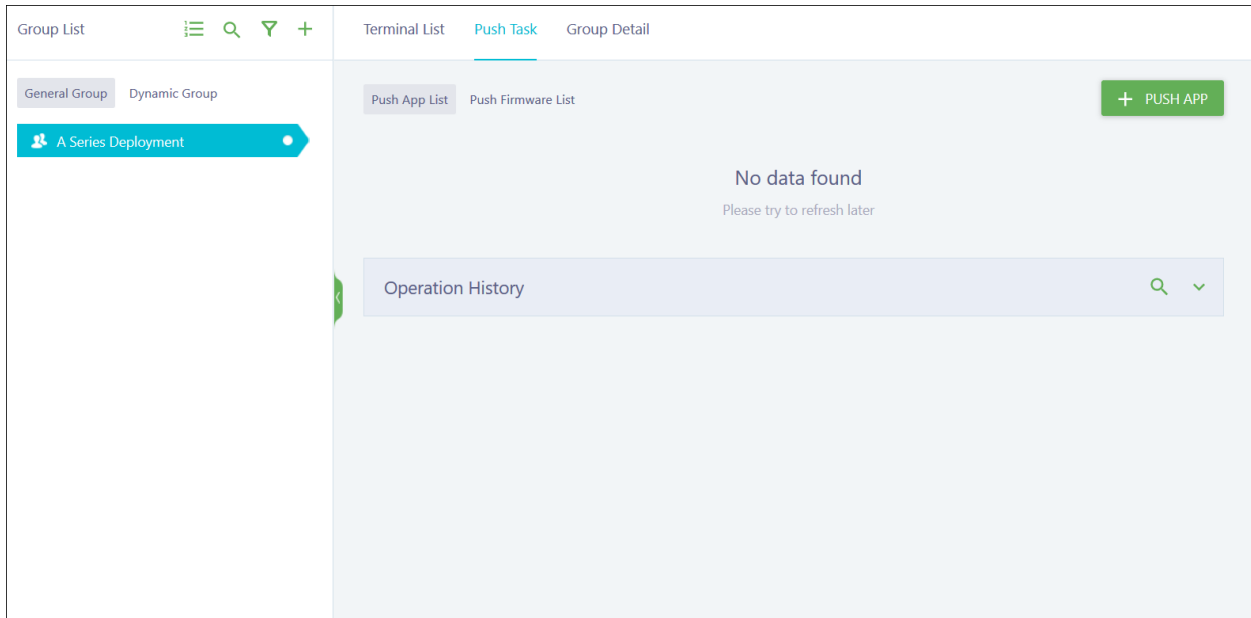 Group List
Terminal List Push Task Group Detail
General Group Dynamic Group
A Series Deployment
Push App List Push Firmware List
+ PUSH APP
No data found
Please try to refresh later
Operation History